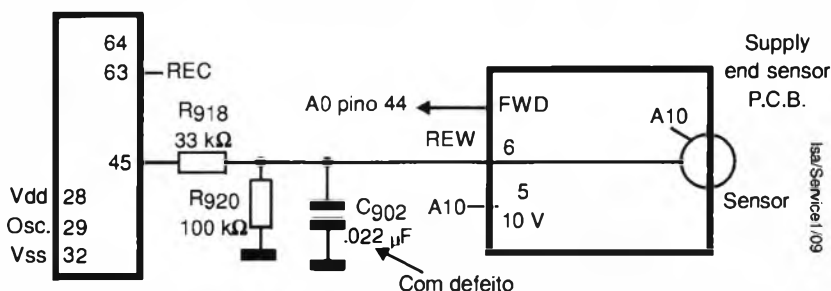 64
63
REC
R918
33 kΩ
45
Vdd 28
Osc. 29
Vss 32
R920
100 kΩ
C902
.022 µF
Com defeito
A0 pino 44
FWD
REW
6
5
A10
10 V
A10
Sensor
Supply
end sensor
P.C.B.
Isa/Service1/09